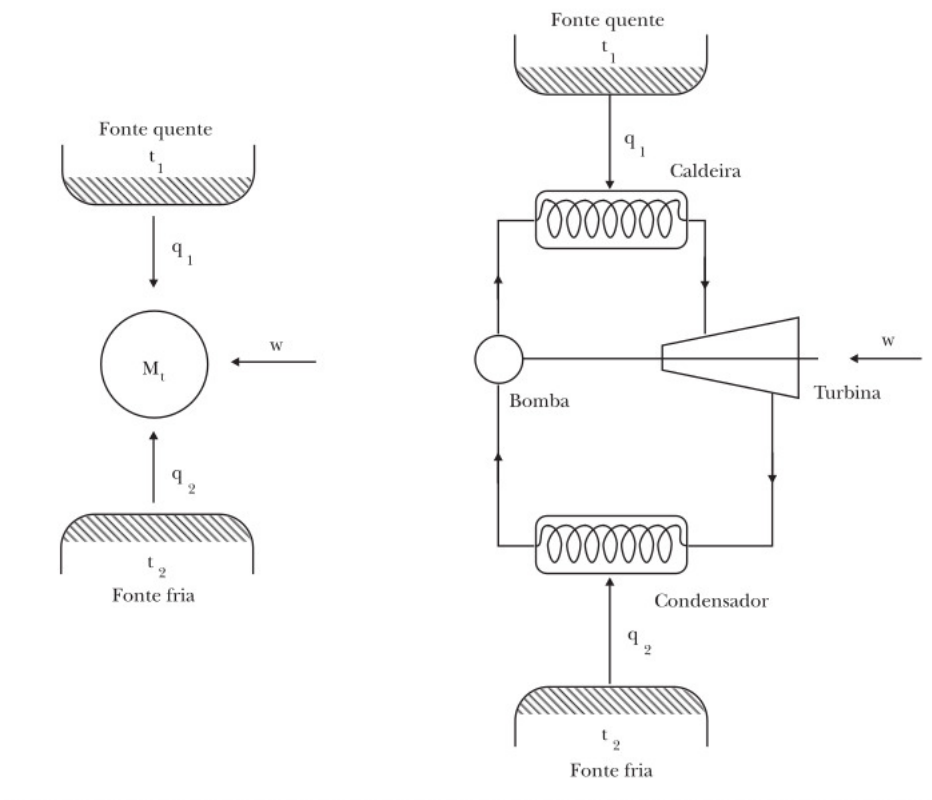 Fonte quente
t1
q1
Mt
w
q2
t2
Fonte fria
Fonte quente
t1
q1
Caldeira
Bomba
w
Turbina
Condensador
q2
t2
Fonte fria